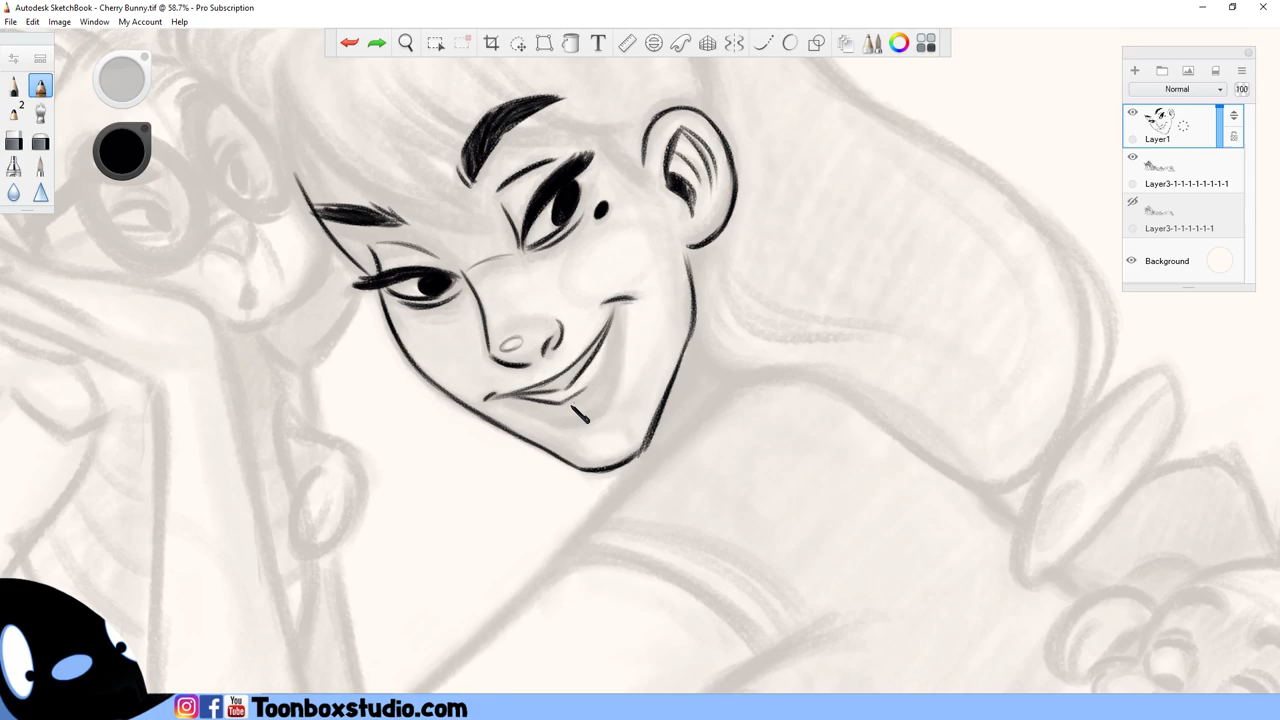 Autodesk SketchBook - Cherry Bunny.tif @ 58.7% - Pro Subscription
File Edit Image Window My Account Help
2
Normal 100
Layer1
Layer3-1-1-1-1-1-1-1
Layer3-1-1-1-1-1-1
Background
You Tube Toonboxstudio.com